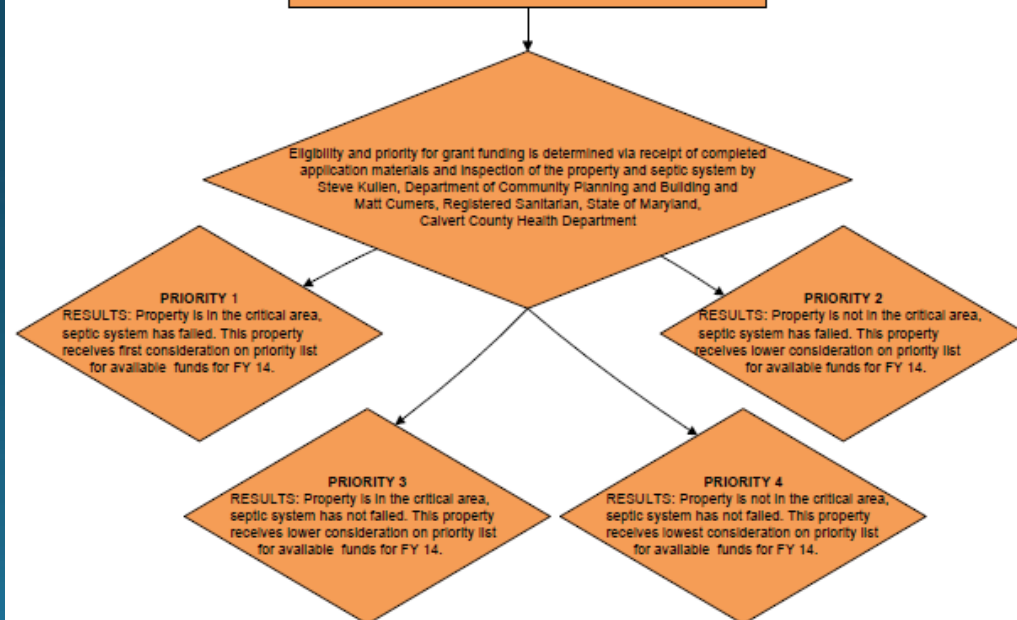 Eligibility and priority for grant funding is determined via receipt of completed
application materials and inspection of the property and septic system by
Steve Kullen, Department of Community Planning and Building and
Matt Cumers, Registered Sanitarian, State of Maryland,
Calvert County Health Department
PRIORITY 1
RESULTS: Property is in the critical area,
septic system has failed. This property
receives first consideration on priority list
for available funds for FY 14.
PRIORITY 2
RESULTS: Property is not in the critical area,
septic system has failed. This property
receives lower consideration on priority list
for available funds for FY 14.
PRIORITY 3
RESULTS: Property is in the critical area,
septic system has not failed. This property
receives lower consideration on priority list
for available funds for FY 14.
PRIORITY 4
RESULTS: Property is not in the critical area,
septic system has not failed. This property
receives lowest consideration on priority list
for available funds for FY 14.